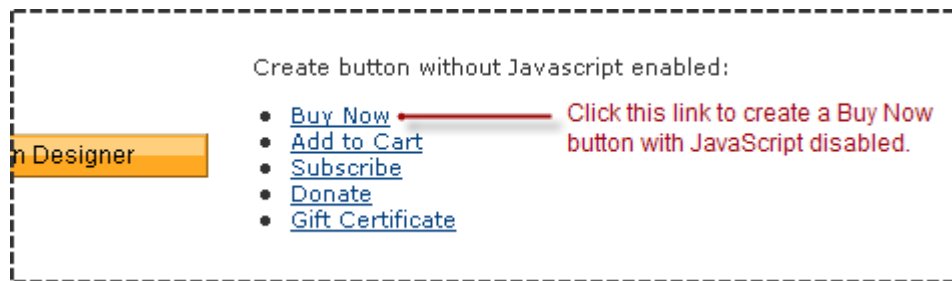 Create button without Javascript enabled:
Buy Now
Click this link to create a Buy Now
button with JavaScript disabled.
Add to Cart
n Designer
Subscribe
Donate
Gift Certificate